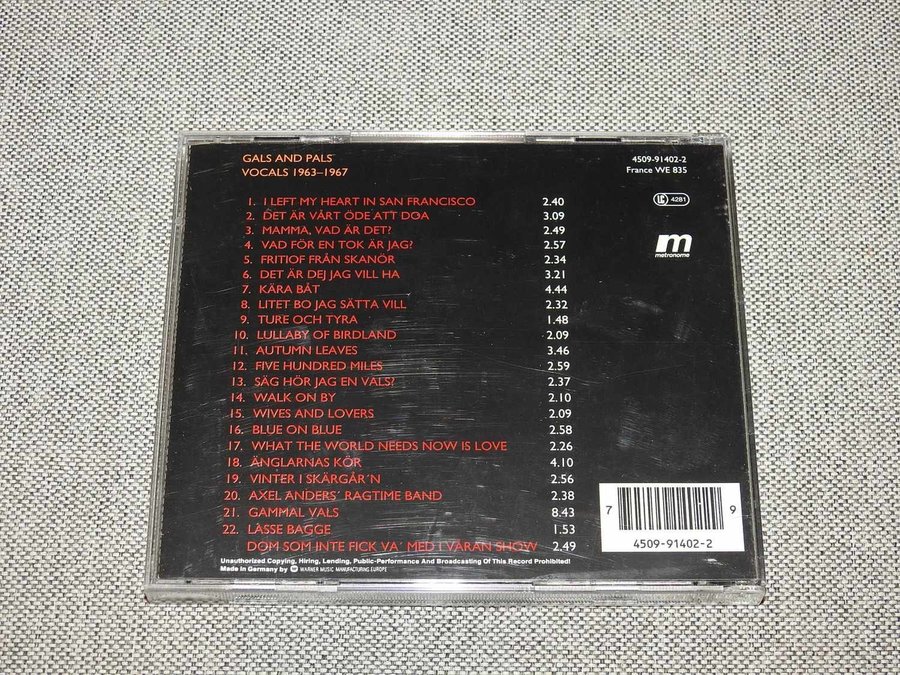 GALS AND PALS
VOCALS 1963–1967
4509-91402-2
France WE 835
LC 4281
m
metronome
1. I LEFT MY HEART IN SAN FRANCISCO 2.40
2. DET ÄR VÅRT ÖDE ATT DÖA 3.09
3. MAMMA, VAD ÄR DET? 2.49
4. VAD FÖR EN TOK ÄR JAG? 2.57
5. FRITIOF FRÅN SKANÖR 2.34
6. DET ÄR DEJ JAG VILL HA 3.21
7. KÄRA BÅT 4.44
8. LITET BO JAG SÄTTA VILL 2.32
9. TURE OCH TYRA 1.48
10. LULLABY OF BIRDLAND 2.09
11. AUTUMN LEAVES 3.46
12. FIVE HUNDRED MILES 2.59
13. SÄG HÖR JAG EN VALS? 2.37
14. WALK ON BY 2.10
15. WIVES AND LOVERS 2.09
16. BLUE ON BLUE 2.58
17. WHAT THE WORLD NEEDS NOW IS LOVE 2.26
18. ÄNGLARNAS KÖR 4.10
19. VINTER I SKÄRGÅR´N 2.56
20. AXEL ANDERS´ RAGTIME BAND 2.38
21. GAMMAL VALS 8.43
22. LASSE BAGGE 1.53
DOM SOM INTE FICK VA´ MED I VÅRAN SHOW 2.49
7 9
4509-91402-2
Unauthorized Copying, Hiring, Lending, Public-Performance And Broadcasting Of This Record Prohibited!
Made in Germany by WARNER MUSIC MANUFACTURING EUROPE